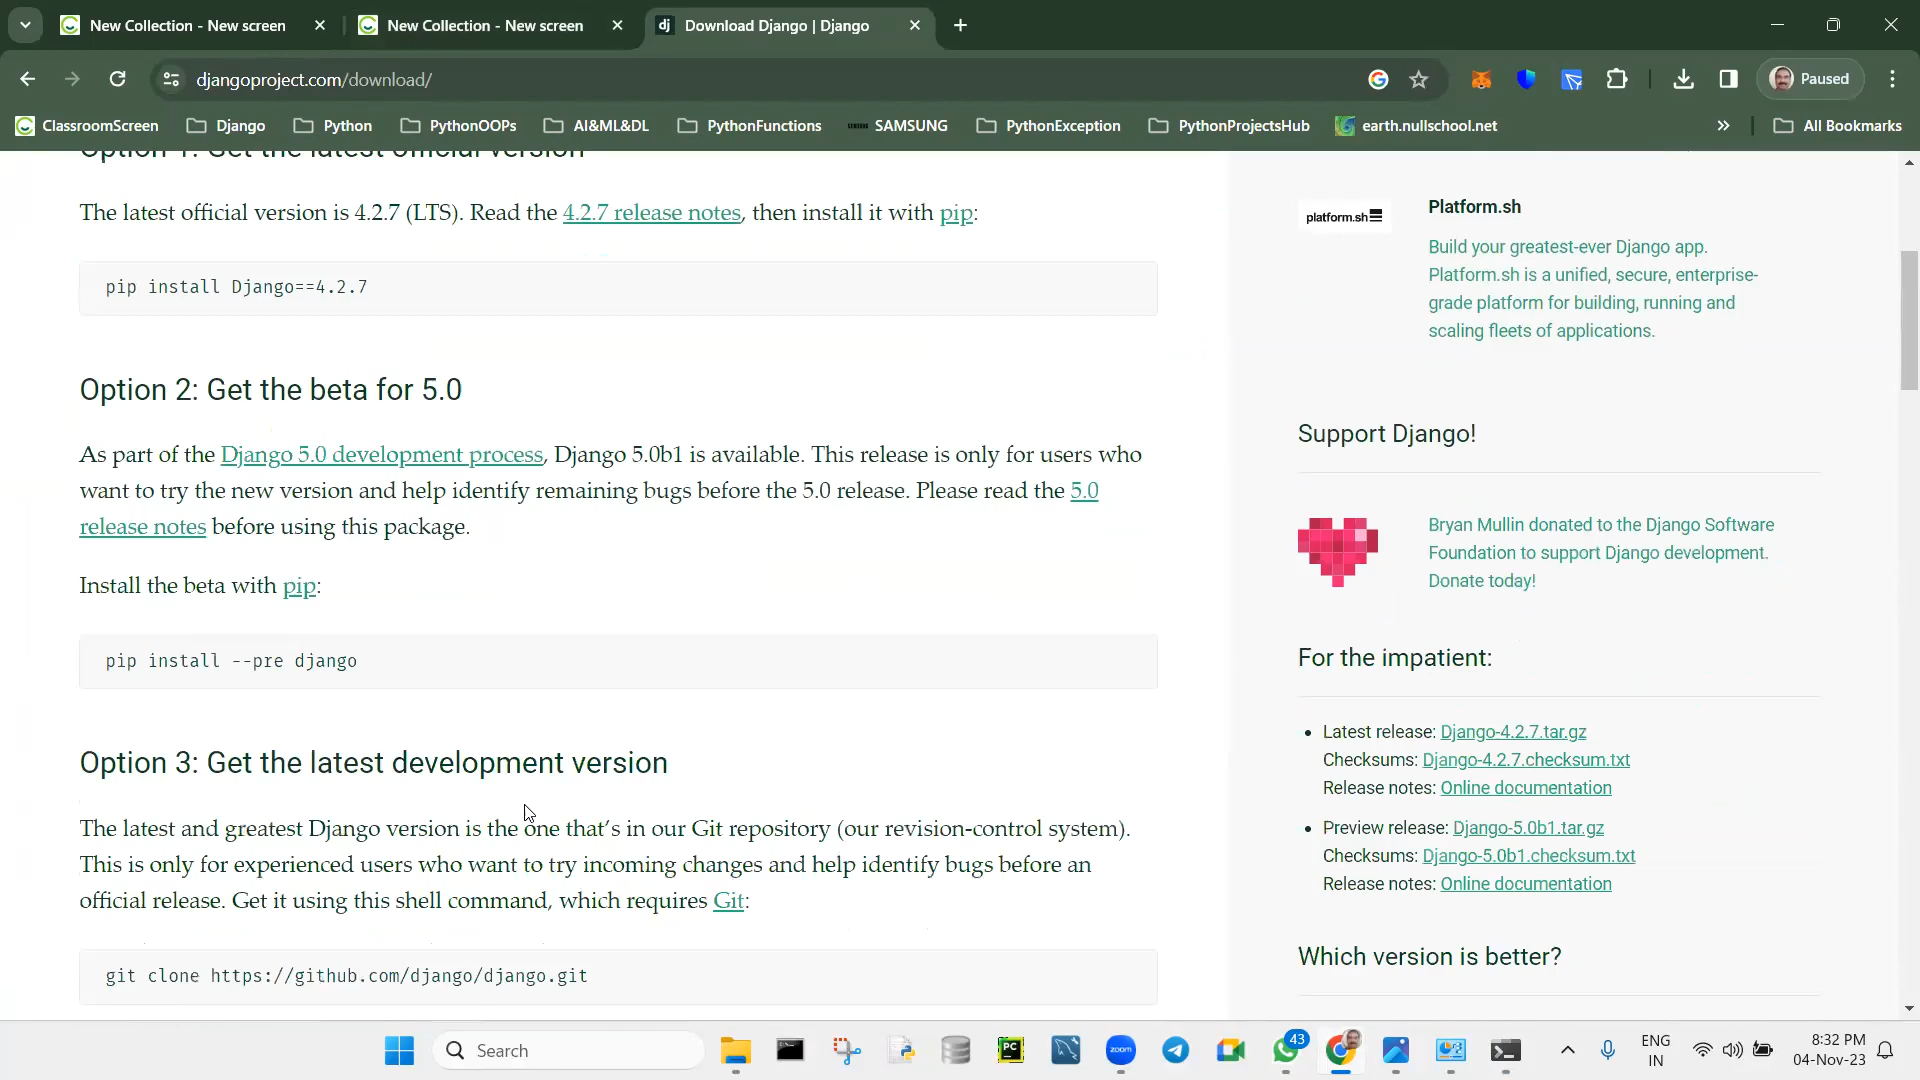 New Collection - New screen
New Collection - New screen
Download Django | Django
djangoproject.com/download/
Paused
ClassroomScreen
Django
Python
PythonOOPs
AI&ML&DL
PythonFunctions
SAMSUNG
PythonException
PythonProjectsHub
earth.nullschool.net
All Bookmarks
Option 1: Get the latest official version
The latest official version is 4.2.7 (LTS). Read the 4.2.7 release notes, then install it with pip:
pip install Django==4.2.7
Option 2: Get the beta for 5.0
As part of the Django 5.0 development process, Django 5.0b1 is available. This release is only for users who
want to try the new version and help identify remaining bugs before the 5.0 release. Please read the 5.0
release notes before using this package.
Install the beta with pip:
pip install --pre django
Option 3: Get the latest development version
The latest and greatest Django version is the one that's in our Git repository (our revision-control system).
This is only for experienced users who want to try incoming changes and help identify bugs before an
official release. Get it using this shell command, which requires Git:
git clone https://github.com/django/django.git
platform.sh
Platform.sh
Build your greatest-ever Django app.
Platform.sh is a unified, secure, enterprise-
grade platform for building, running and
scaling fleets of applications.
Support Django!
Bryan Mullin donated to the Django Software
Foundation to support Django development.
Donate today!
For the impatient:
Latest release: Django-4.2.7.tar.gz
Checksums: Django-4.2.7.checksum.txt
Release notes: Online documentation
Preview release: Django-5.0b1.tar.gz
Checksums: Django-5.0b1.checksum.txt
Release notes: Online documentation
Which version is better?
Search
PC
zoom
43
ENG
IN
8:32 PM
04-Nov-23